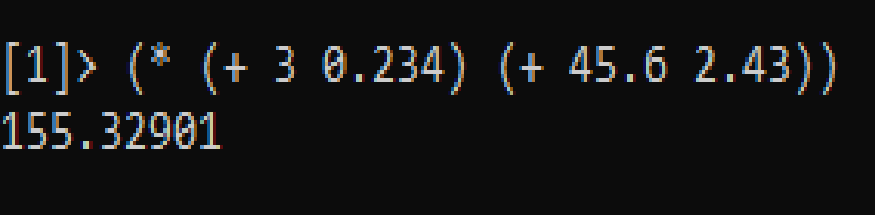 [1]> (* (+ 3 0.234) (+ 45.6 2.43))
155.32901